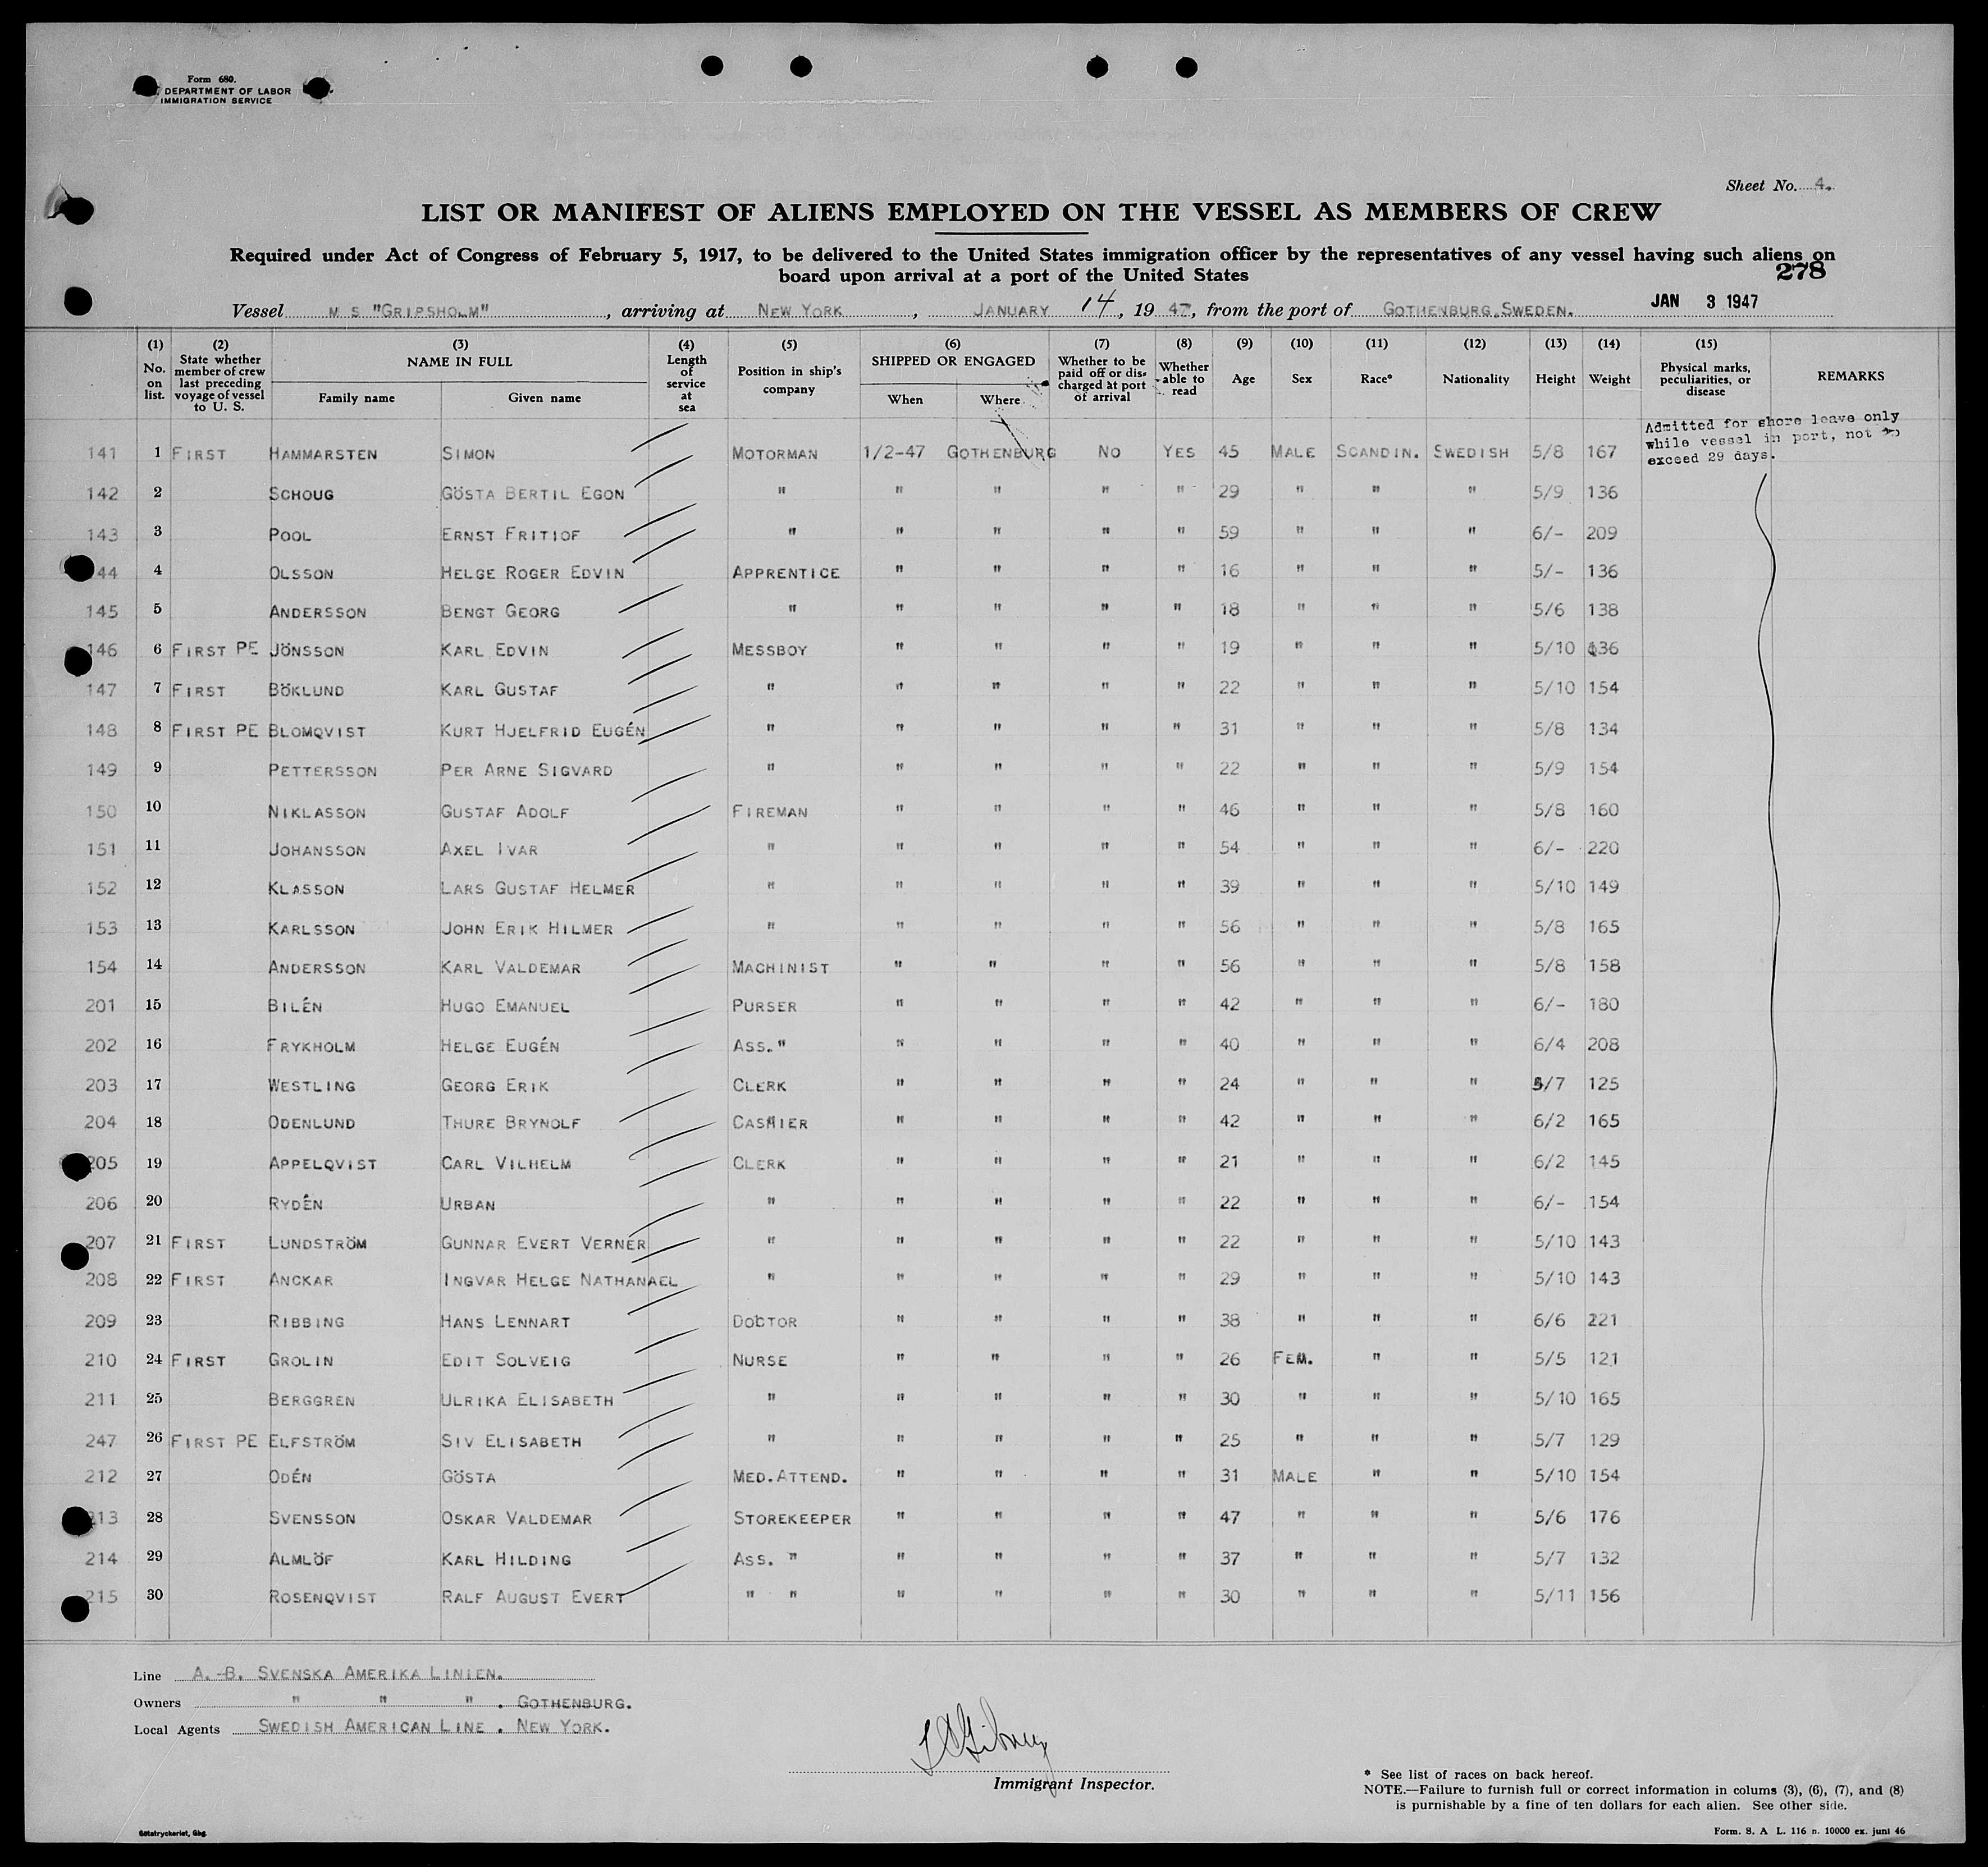 Form 680.
DEPARTMENT OF LABOR
IMMIGRATION SERVICE
Sheet No. 4.
LIST OR MANIFEST OF ALIENS EMPLOYED ON THE VESSEL AS MEMBERS OF CREW
Required under Act of Congress of February 5, 1917, to be delivered to the United States immigration officer by the representatives of any vessel having such aliens on
board upon arrival at a port of the United States
278
Vessel M S "GRIPSHOLM", arriving at NEW YORK, JANUARY 14, 1947, from the port of GOTHENBURG. SWEDEN. JAN 3 1947
(1) No. on list. (2) State whether member of crew last preceding voyage of vessel to U. S. (3) NAME IN FULL Family name Given name (4) Length of service at sea (5) Position in ship's company (6) SHIPPED OR ENGAGED When Where (7) Whether to be paid off or discharged at port of arrival (8) Whether able to read (9) Age (10) Sex (11) Race* (12) Nationality (13) Height (14) Weight (15) Physical marks, peculiarities, or disease REMARKS
Admitted for shore leave only
while vessel in port, not to
exceed 29 days.
141 1 FIRST HAMMARSTEN SIMON MOTORMAN 1/2-47 GOTHENBURG NO YES 45 MALE SCANDIN. SWEDISH 5/8 167
142 2 SCHOUG GÖSTA BERTIL EGON " " " " " 29 " " " 5/9 136
143 3 POOL ERNST FRITIOF " " " " " 59 " " " 6/- 209
44 4 OLSSON HELGE ROGER EDVIN APPRENTICE " " " " 16 " " " 5/- 136
145 5 ANDERSSON BENGT GEORG " " " " " 18 " " " 5/6 138
146 6 FIRST PE JÖNSSON KARL EDVIN MESSBOY " " " " 19 " " " 5/10 136
147 7 FIRST BÖKLUND KARL GUSTAF " " " " " 22 " " " 5/10 154
148 8 FIRST PE BLOMQVIST KURT HJELFRID EUGÉN " " " " " 31 " " " 5/8 134
149 9 PETTERSSON PER ARNE SIGVARD " " " " " 22 " " " 5/9 154
150 10 NIKLASSON GUSTAF ADOLF FIREMAN " " " " 46 " " " 5/8 160
151 11 JOHANSSON AXEL IVAR " " " " " 54 " " " 6/- 220
152 12 KLASSON LARS GUSTAF HELMER " " " " " 39 " " " 5/10 149
153 13 KARLSSON JOHN ERIK HILMER " " " " " 56 " " " 5/8 165
154 14 ANDERSSON KARL VALDEMAR MACHINIST " " " " 56 " " " 5/8 158
201 15 BILÉN HUGO EMANUEL PURSER " " " " 42 " " " 6/- 180
202 16 FRYKHOLM HELGE EUGÉN ASS. " " " " " 40 " " " 6/4 208
203 17 WESTLING GEORG ERIK CLERK " " " " 24 " " " 5/7 125
204 18 ODENLUND THURE BRYNOLF CASHIER " " " " 42 " " " 6/2 165
205 19 APPELQVIST CARL VILHELM CLERK " " " " 21 " " " 6/2 145
206 20 RYDÉN URBAN " " " " " 22 " " " 6/- 154
207 21 FIRST LUNDSTRÖM GUNNAR EVERT VERNER " " " " " 22 " " " 5/10 143
208 22 FIRST ANCKAR INGVAR HELGE NATHANAEL " " " " " 29 " " " 5/10 143
209 23 RIBBING HANS LENNART DOCTOR " " " " 38 " " " 6/6 221
210 24 FIRST GROLIN EDIT SOLVEIG NURSE " " " " 26 FEM. " " 5/5 121
211 25 BERGGREN ULRIKA ELISABETH " " " " " 30 " " " 5/10 165
247 26 FIRST PE ELFSTRÖM SIV ELISABETH " " " " " 25 " " " 5/7 129
212 27 ODÉN GÖSTA MED. ATTEND. " " " " 31 MALE " " 5/10 154
213 28 SVENSSON OSKAR VALDEMAR STOREKEEPER " " " " 47 " " " 5/6 176
214 29 ALMLÖF KARL HILDING ASS. " " " " " 37 " " " 5/7 132
215 30 ROSENQVIST RALF AUGUST EVERT " " " " " " 30 " " " 5/11 156
Line A.-B. SVENSKA AMERIKA LINIEN.
Owners " " " . GOTHENBURG.
Local Agents SWEDISH AMERICAN LINE . NEW YORK.
Immigrant Inspector.
* See list of races on back hereof.
NOTE.—Failure to furnish full or correct information in colums (3), (6), (7), and (8)
is purnishable by a fine of ten dollars for each alien. See other side.
Götatryckeriet, Gbg.
Form. S. A L. 116 n. 10000 ex. juni 46